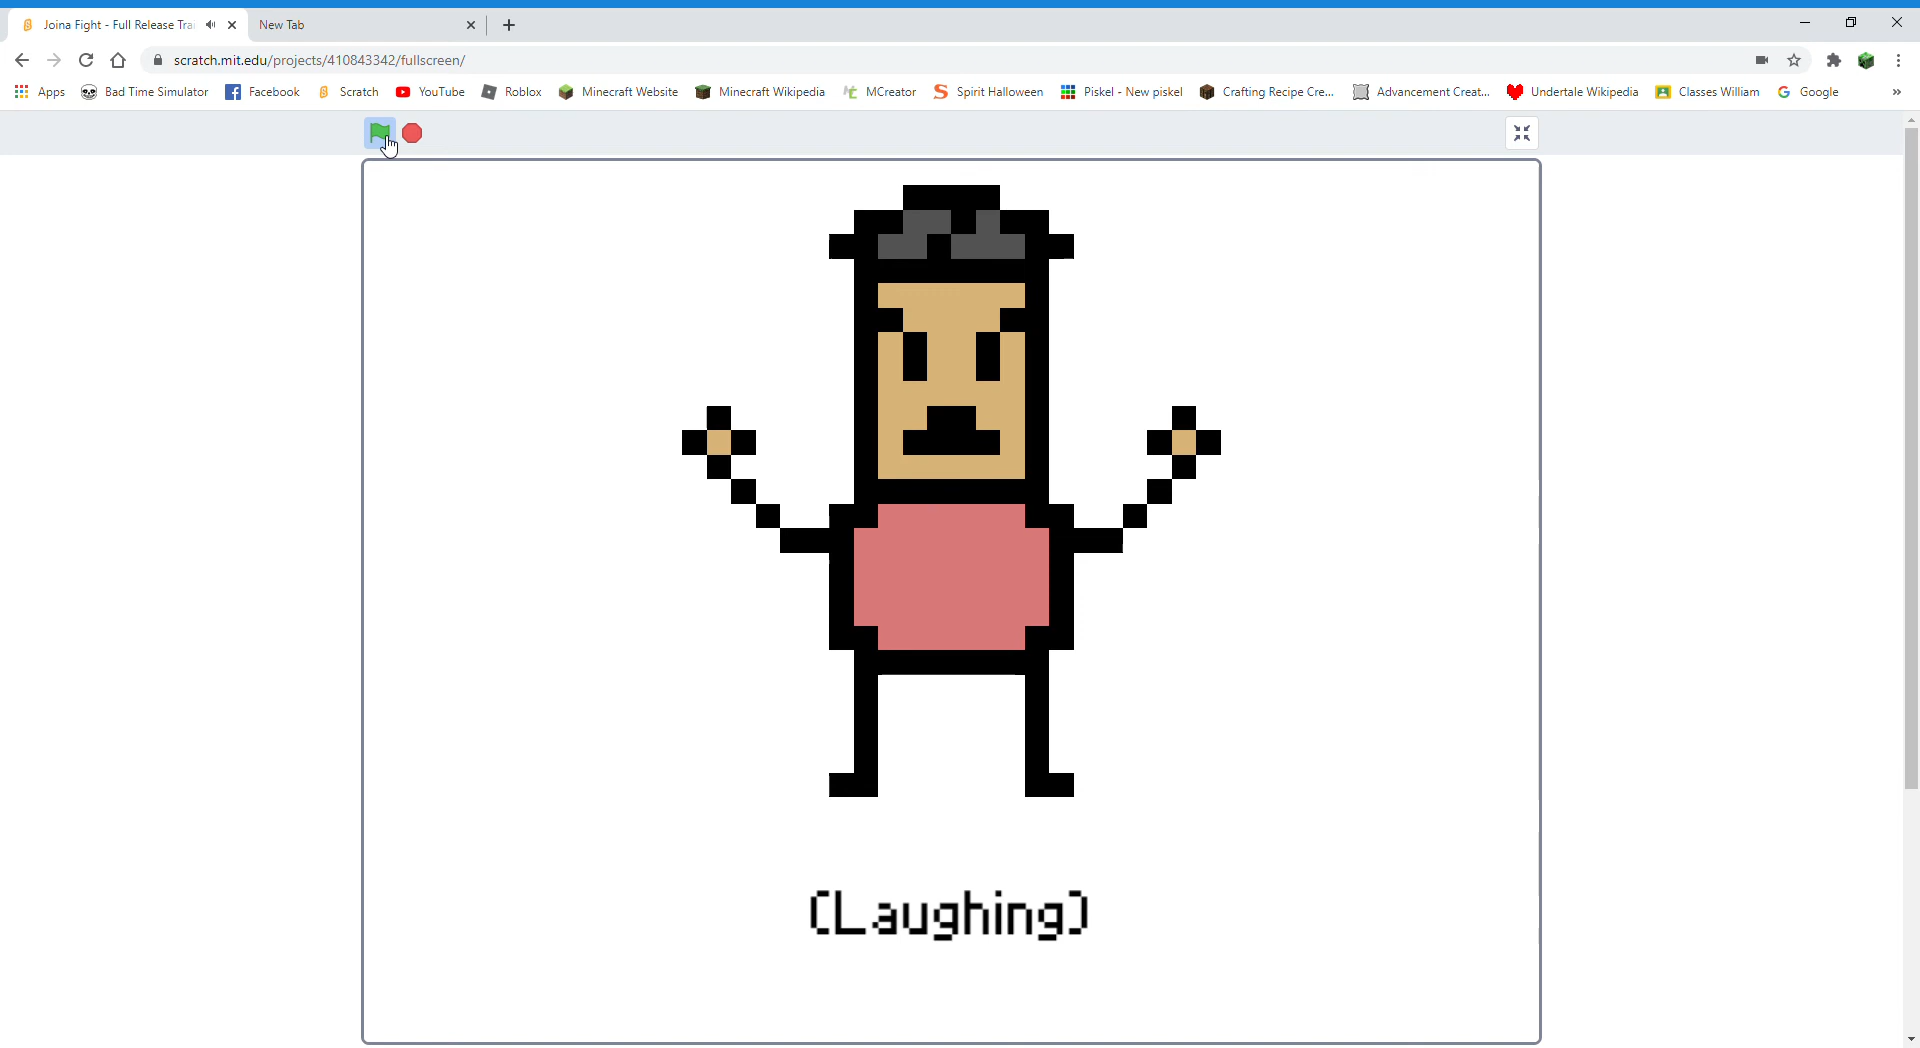 Joina Fight - Full Release Tra
New Tab
scratch.mit.edu/projects/410843342/fullscreen/
Apps Bad Time Simulator Facebook Scratch YouTube Roblox Minecraft Website Minecraft Wikipedia MCreator Spirit Halloween Piskel - New piskel Crafting Recipe Cre... Advancement Creat... Undertale Wikipedia Classes William Google »
(Laughing)